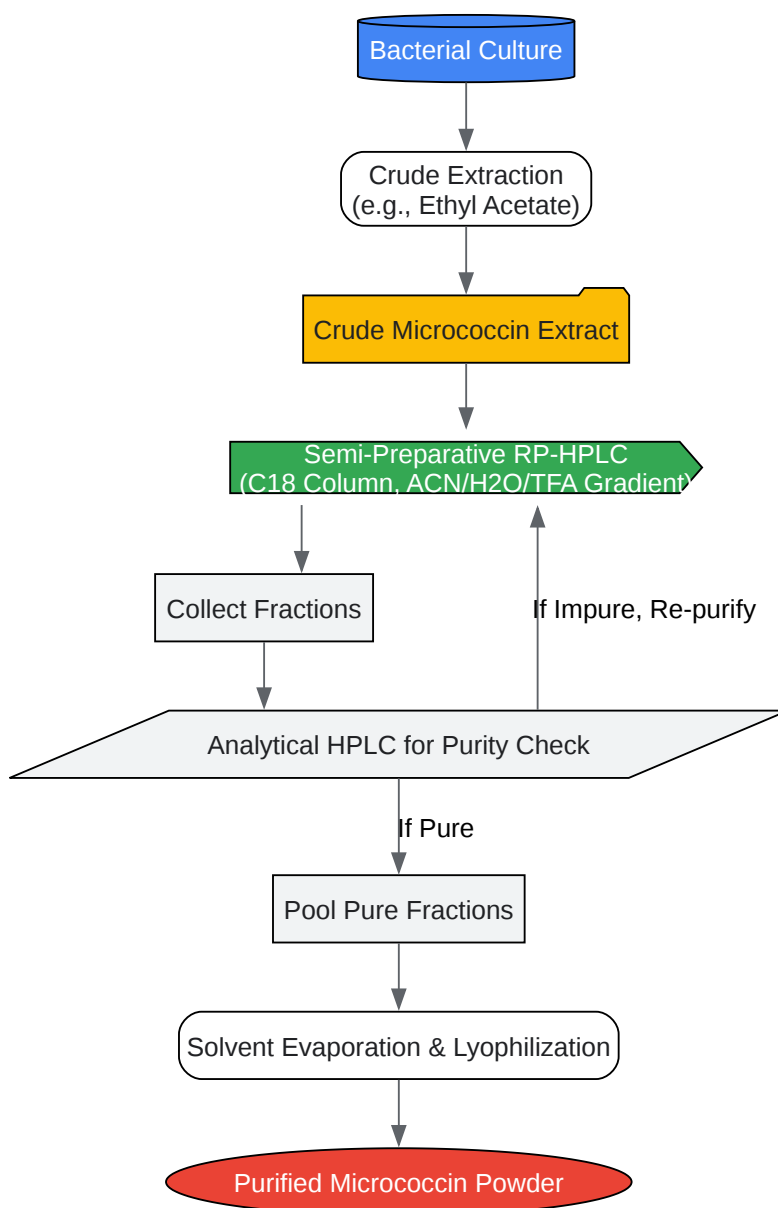 Bacterial Culture
Crude Extraction
(e.g., Ethyl Acetate)
Crude Micrococcin Extract
Semi-Preparative RP-HPLC
(C18 Column, ACN/H2O/TFA Gradient)
Collect Fractions
If Impure, Re-purify
Analytical HPLC for Purity Check
If Pure
Pool Pure Fractions
Solvent Evaporation & Lyophilization
Purified Micrococcin Powder